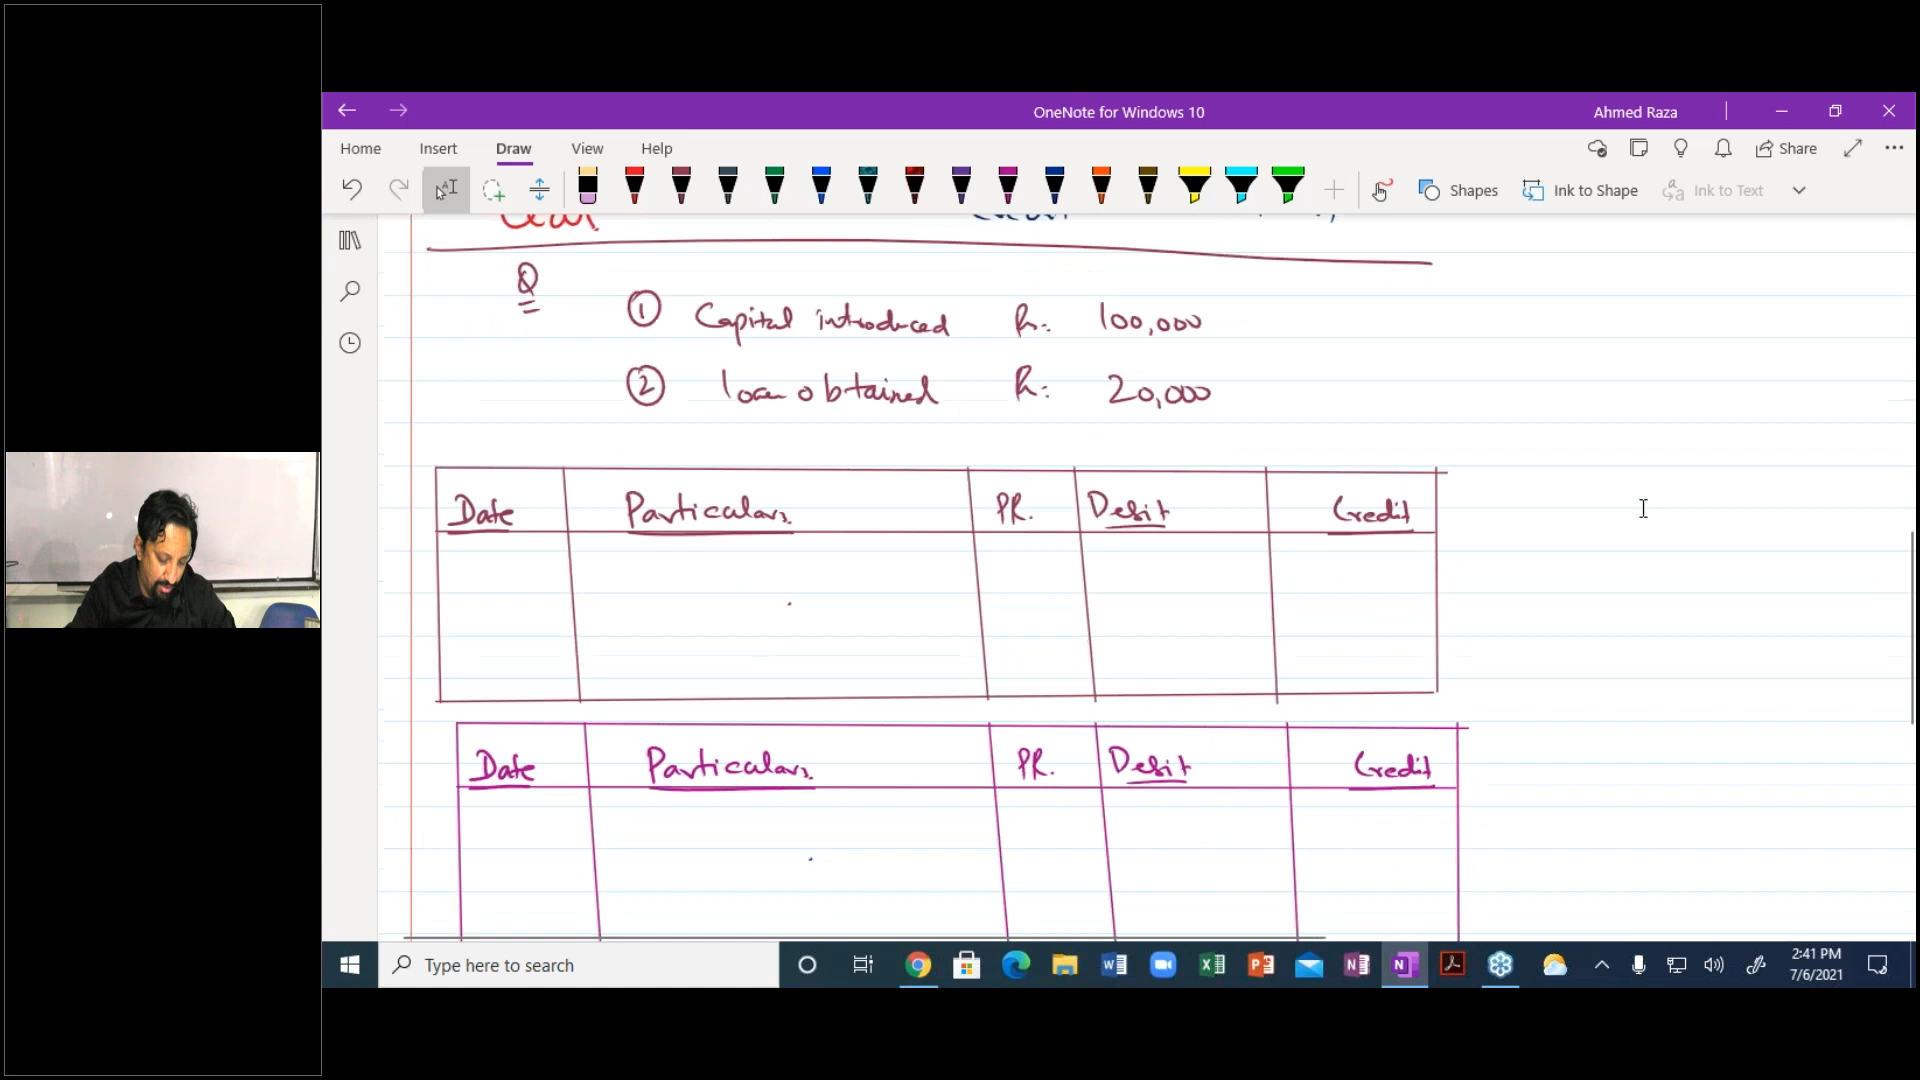 OneNote for Windows 10 Ahmed Raza
Home Insert Draw View Help Share
Shapes Ink to Shape Ink to Text
Q
① Capital introduced Rs: 100,000
② loan obtained Rs: 20,000
Date Particulars. PR. Debit Credit
Date Particulars. PR. Debit Credit
Type here to search
2:41 PM
7/6/2021